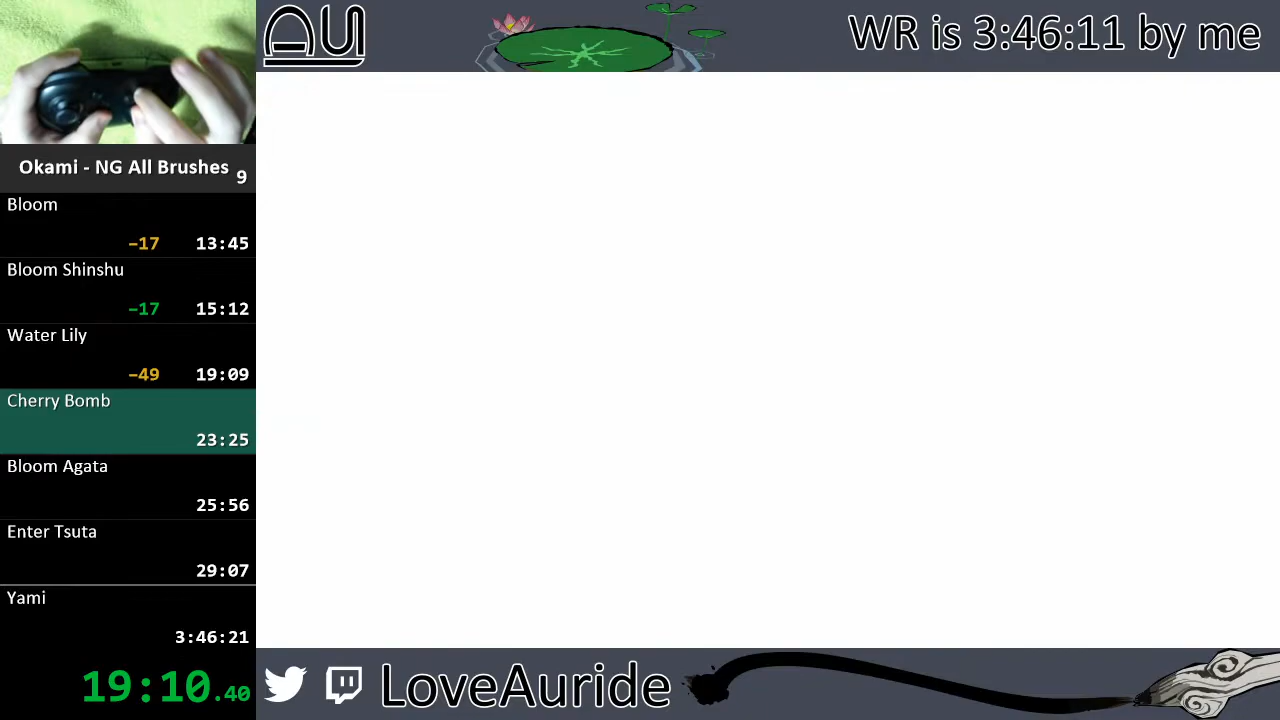 AU
WR is 3:46:11 by me
Okami - NG All Brushes 9
Bloom
-17 13:45
Bloom Shinshu
-17 15:12
Water Lily
-49 19:09
Cherry Bomb
23:25
Bloom Agata
25:56
Enter Tsuta
29:07
Yami
3:46:21
19:10.40
LoveAuride